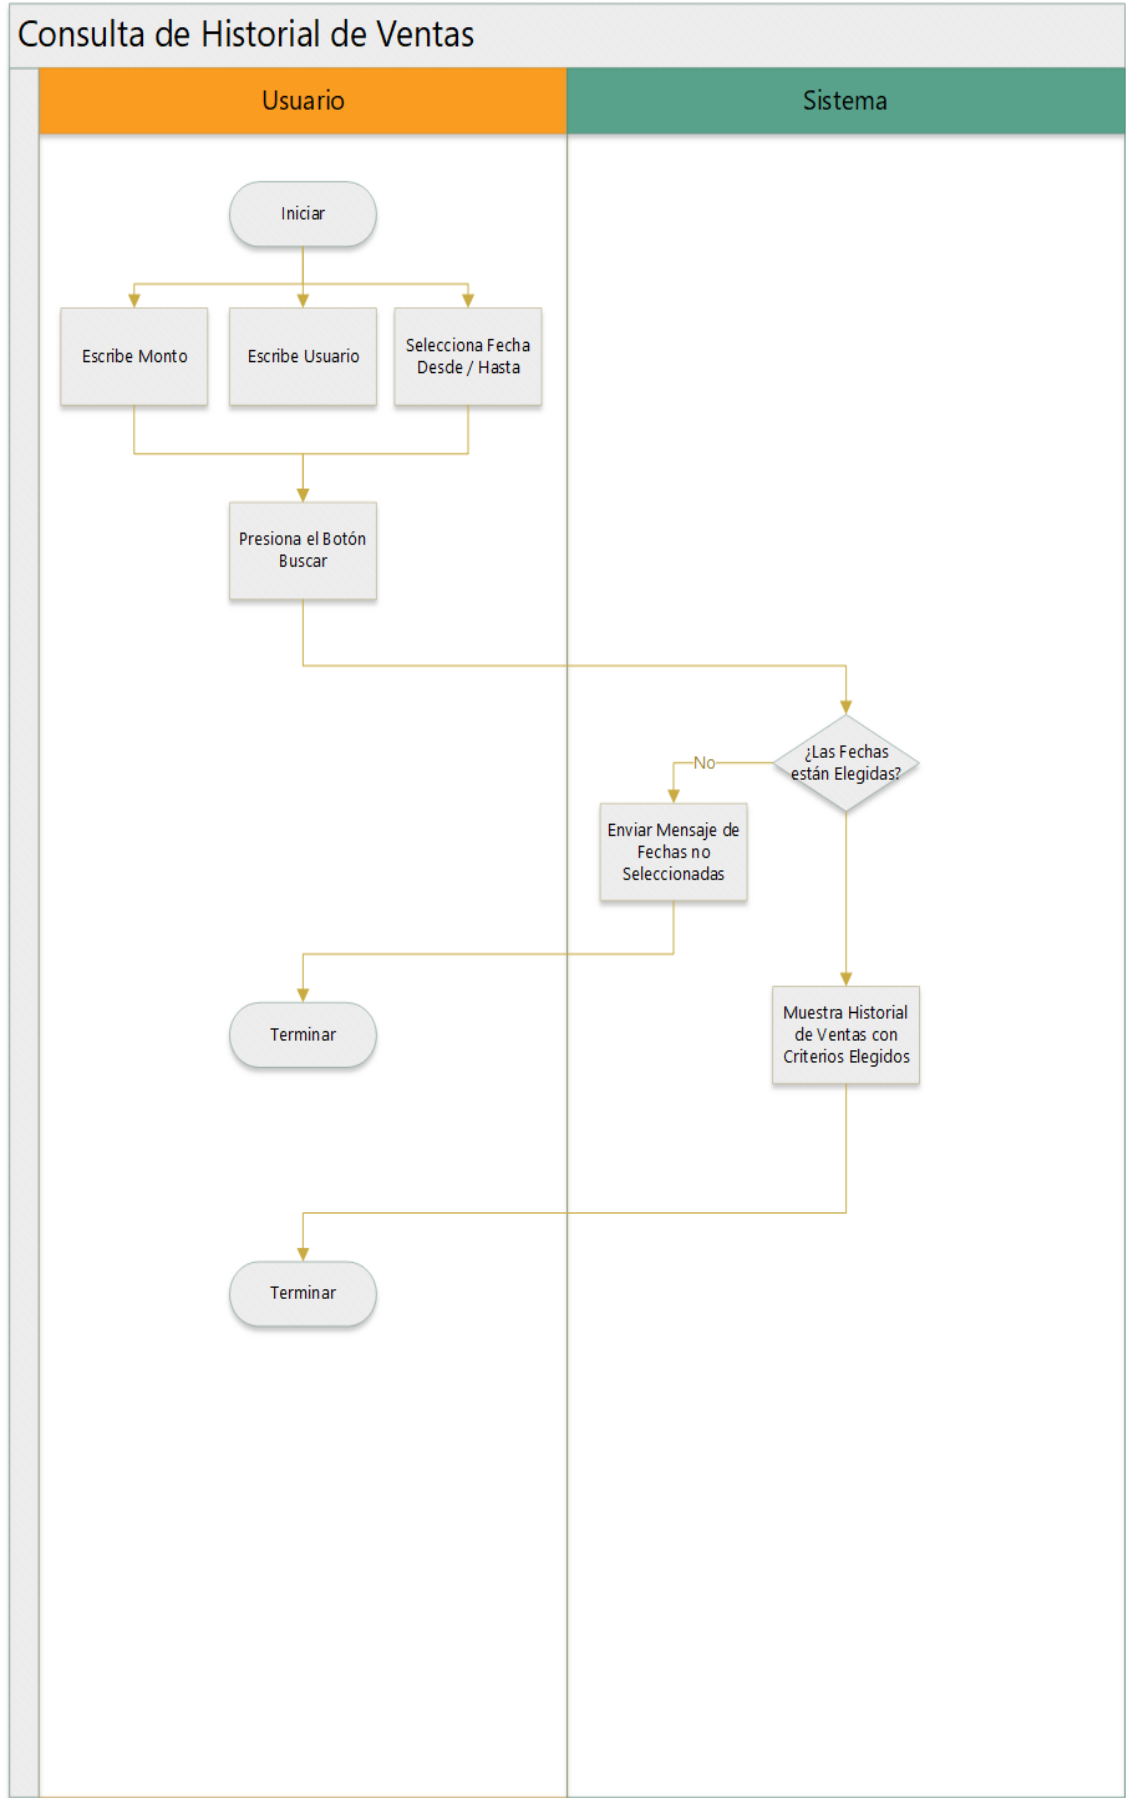 Consulta de Historial de Ventas
Usuario
Sistema
Iniciar
Escribe Monto
Escribe Usuario
Selecciona Fecha
Desde / Hasta
Presiona el Botón
Buscar
¿Las Fechas
están Elegidas?
No
Enviar Mensaje de
Fechas no
Seleccionadas
Terminar
Muestra Historial
de Ventas con
Criterios Elegidos
Terminar